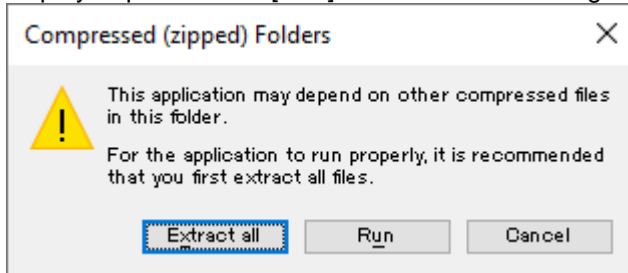 Compressed (zipped) Folders
This application may depend on other compressed files
in this folder.
For the application to run properly, it is recommended
that you first extract all files.
Extract all Run Cancel